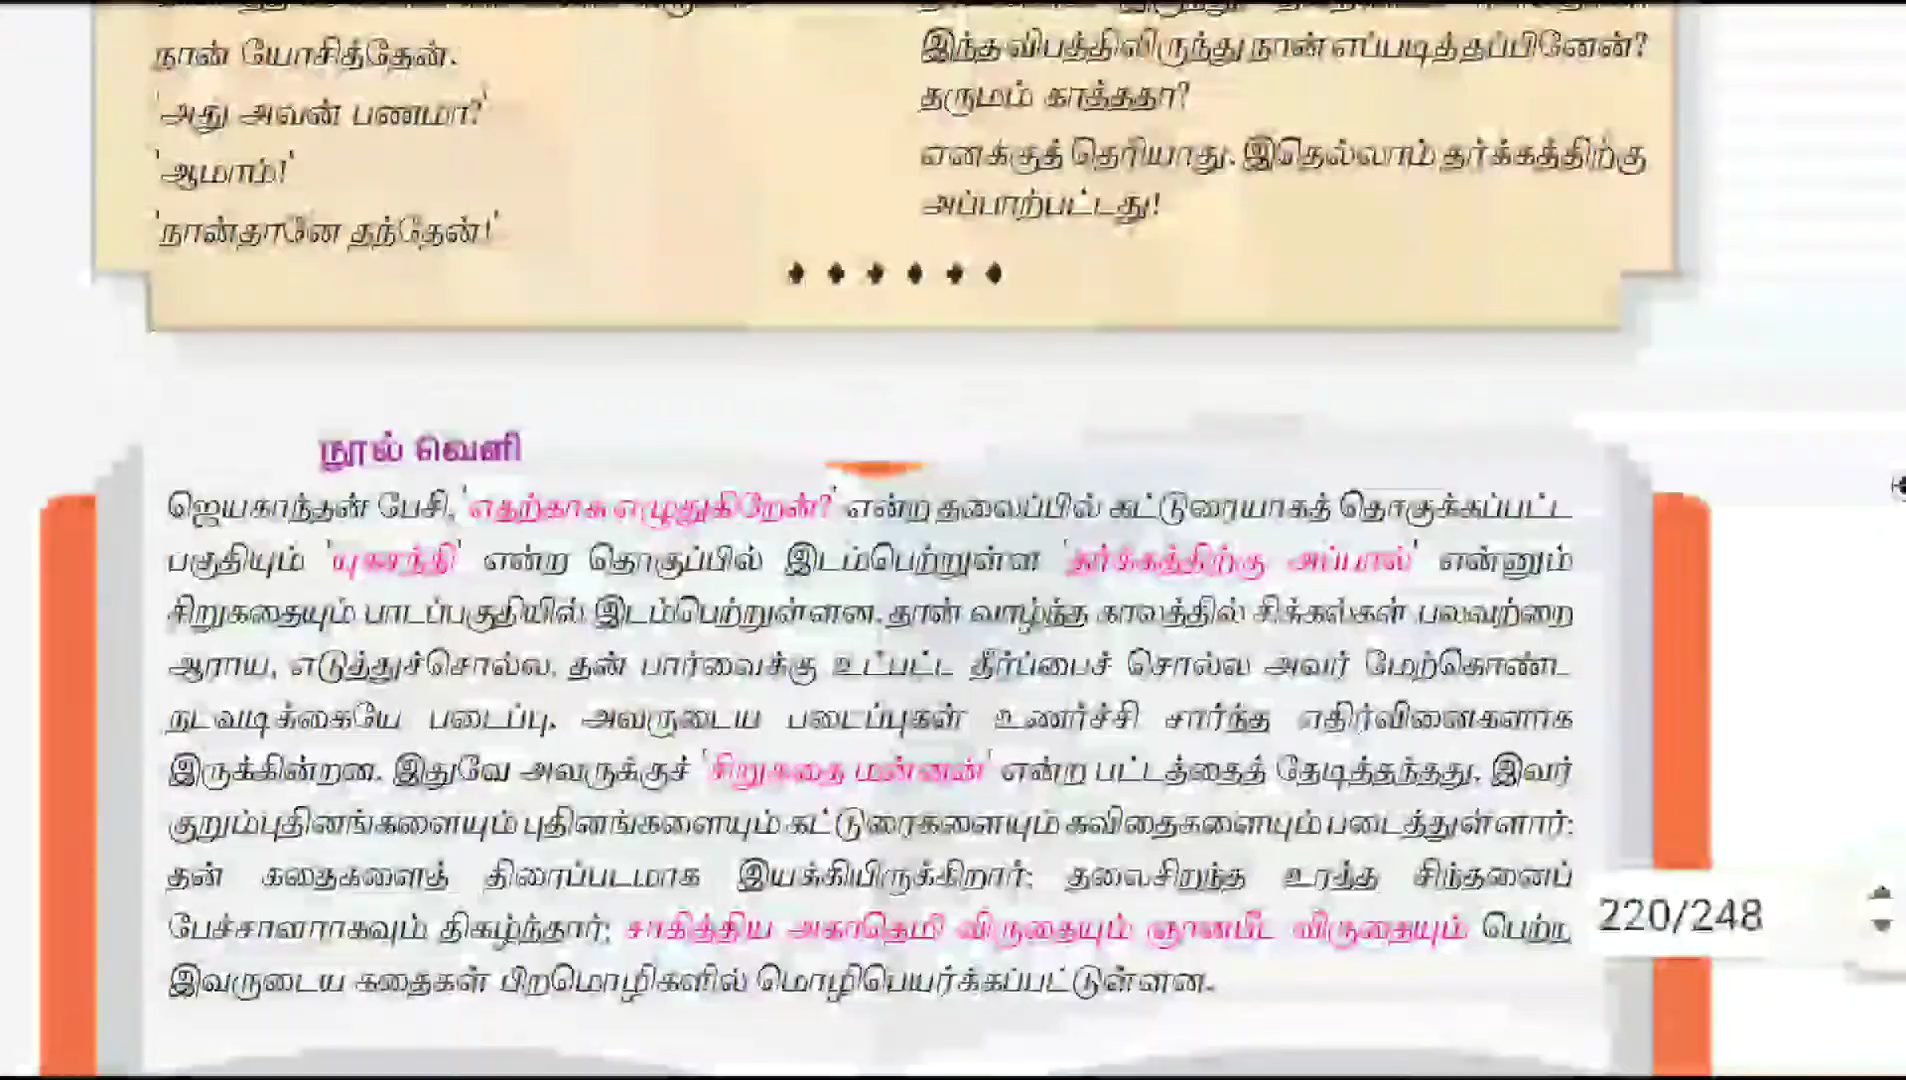 நான் யோசித்தேன்.
'அது அவன் பணமா?'
'ஆமாம்!'
'நான்தானே தந்தேன்!'
இந்த விபத்திலிருந்து நான் எப்படித் தப்பினேன்?
தருமம் காத்ததா?
எனக்குத் தெரியாது. இதெல்லாம் தர்க்கத்திற்கு
அப்பாற்பட்டது!
நூல் வெளி
ஜெயகாந்தன் பேசி, 'எதற்காக எழுதுகிறேன்?' என்ற தலைப்பில் கட்டுரையாகத் தொகுக்கப்பட்ட
பகுதியும் 'யுகசந்தி' என்ற தொகுப்பில் இடம்பெற்றுள்ள 'தர்க்கத்திற்கு அப்பால்' என்னும்
சிறுகதையும் பாடப்பகுதியில் இடம்பெற்றுள்ளன. தான் வாழ்ந்த காலத்தில் சிக்கல்கள் பலவற்றை
ஆராய, எடுத்துச்சொல்ல, தன் பார்வைக்கு உட்பட்ட தீர்ப்பைச் சொல்ல அவர் மேற்கொண்ட
நடவடிக்கையே படைப்பு. அவருடைய படைப்புகள் உணர்ச்சி சார்ந்த எதிர்வினைகளாக
இருக்கின்றன. இதுவே அவருக்குச் 'சிறுகதை மன்னன்' என்ற பட்டத்தைத் தேடித்தந்தது. இவர்
குறும்புதினங்களையும் புதினங்களையும் கட்டுரைகளையும் கவிதைகளையும் படைத்துள்ளார்;
தன் கதைகளைத் திரைப்படமாக இயக்கியிருக்கிறார்; தலைசிறந்த உரத்த சிந்தனைப்
பேச்சாளராகவும் திகழ்ந்தார்; சாகித்திய அகாதெமி விருதையும் ஞானபீட விருதையும் பெற்ற
இவருடைய கதைகள் பிறமொழிகளில் மொழிபெயர்க்கப்பட்டுள்ளன.
220/248